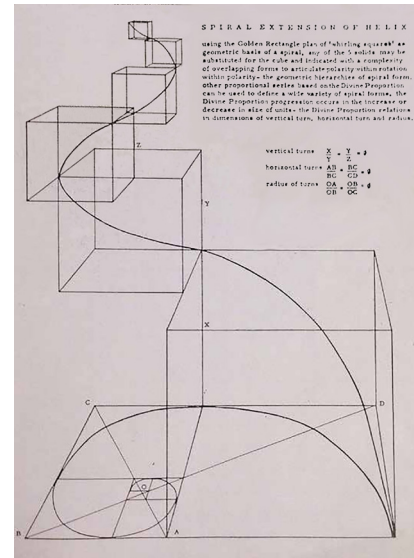 SPIRAL EXTENSION OF HELIX
using the Golden Rectangle plan of 'whirling squares' as
geometric basis of a spiral, any of the 5 solids may be
substituted for the cube and indicated with a complexity
of overlapping forms to articulate polarity within rotation
within polarity - the geometric hierarchies of spiral form.
other proportional series based on the Divine Proportion
can be used to define a wide variety of spiral forms, the
Divine Proportion progression occurs in the increase or
decrease in size of units - the Divine Proportion relations
in dimensions of vertical turn, horizontal turn and radius.
vertical turns X/Y = Y/Z = ϕ
horizontal turns AB/BC = BC/CD = ϕ
radius of turns OA/OB = OB/OC = ϕ
Z
Y
X
C
D
O
B
A